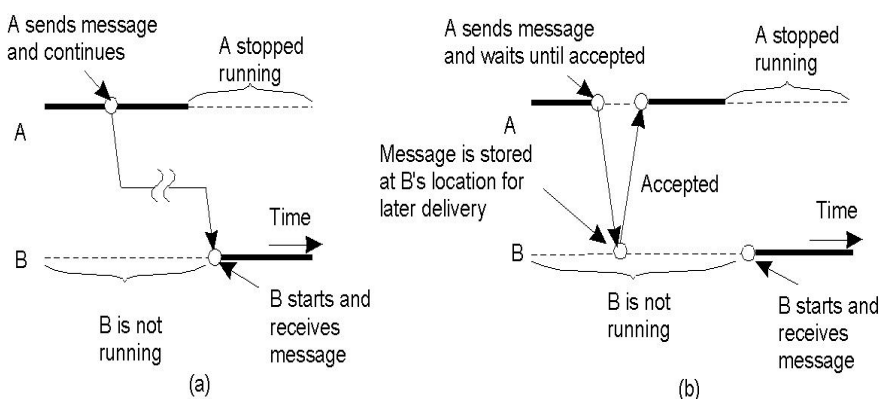 A sends message
and continues
A stopped
running
A
Time
B
B is not
running
B starts and
receives
message
(a)
A sends message
and waits until accepted
A stopped
running
A
Message is stored
at B's location for
later delivery
Accepted
Time
B
B is not
running
B starts and
receives
message
(b)